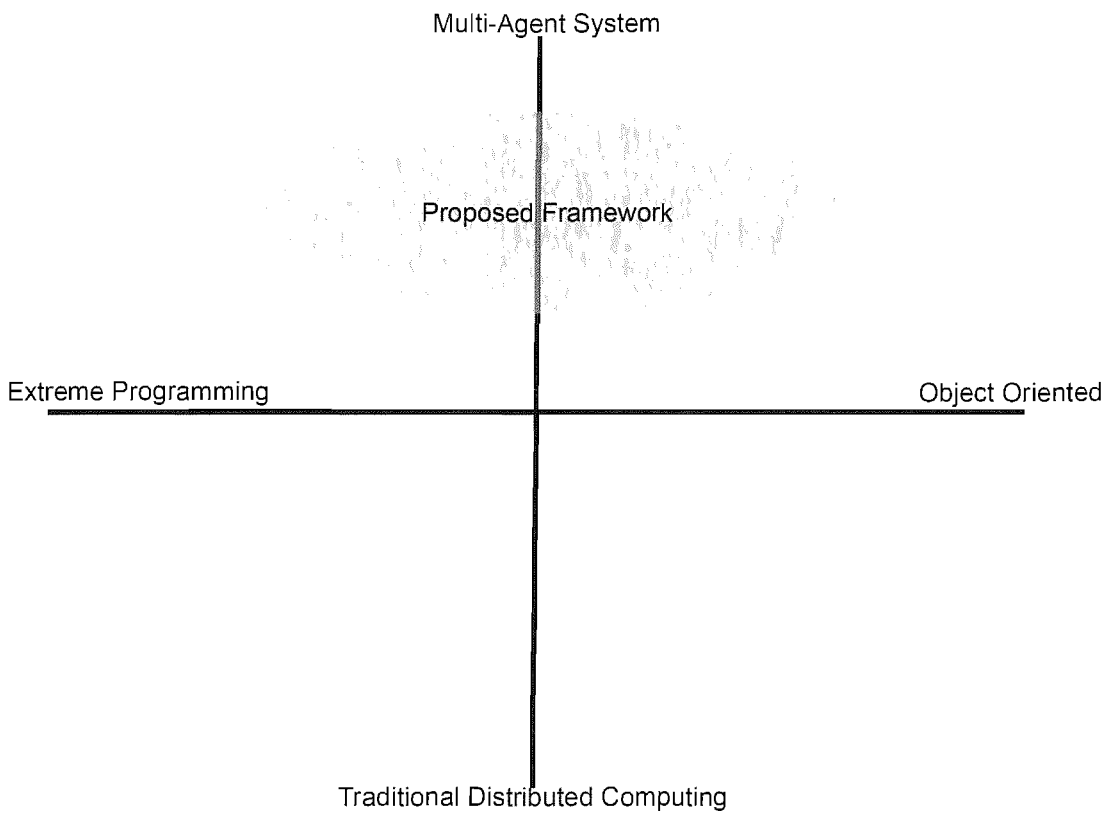 Multi-Agent System
Proposed Framework
Extreme Programming
Object Oriented
Traditional Distributed Computing